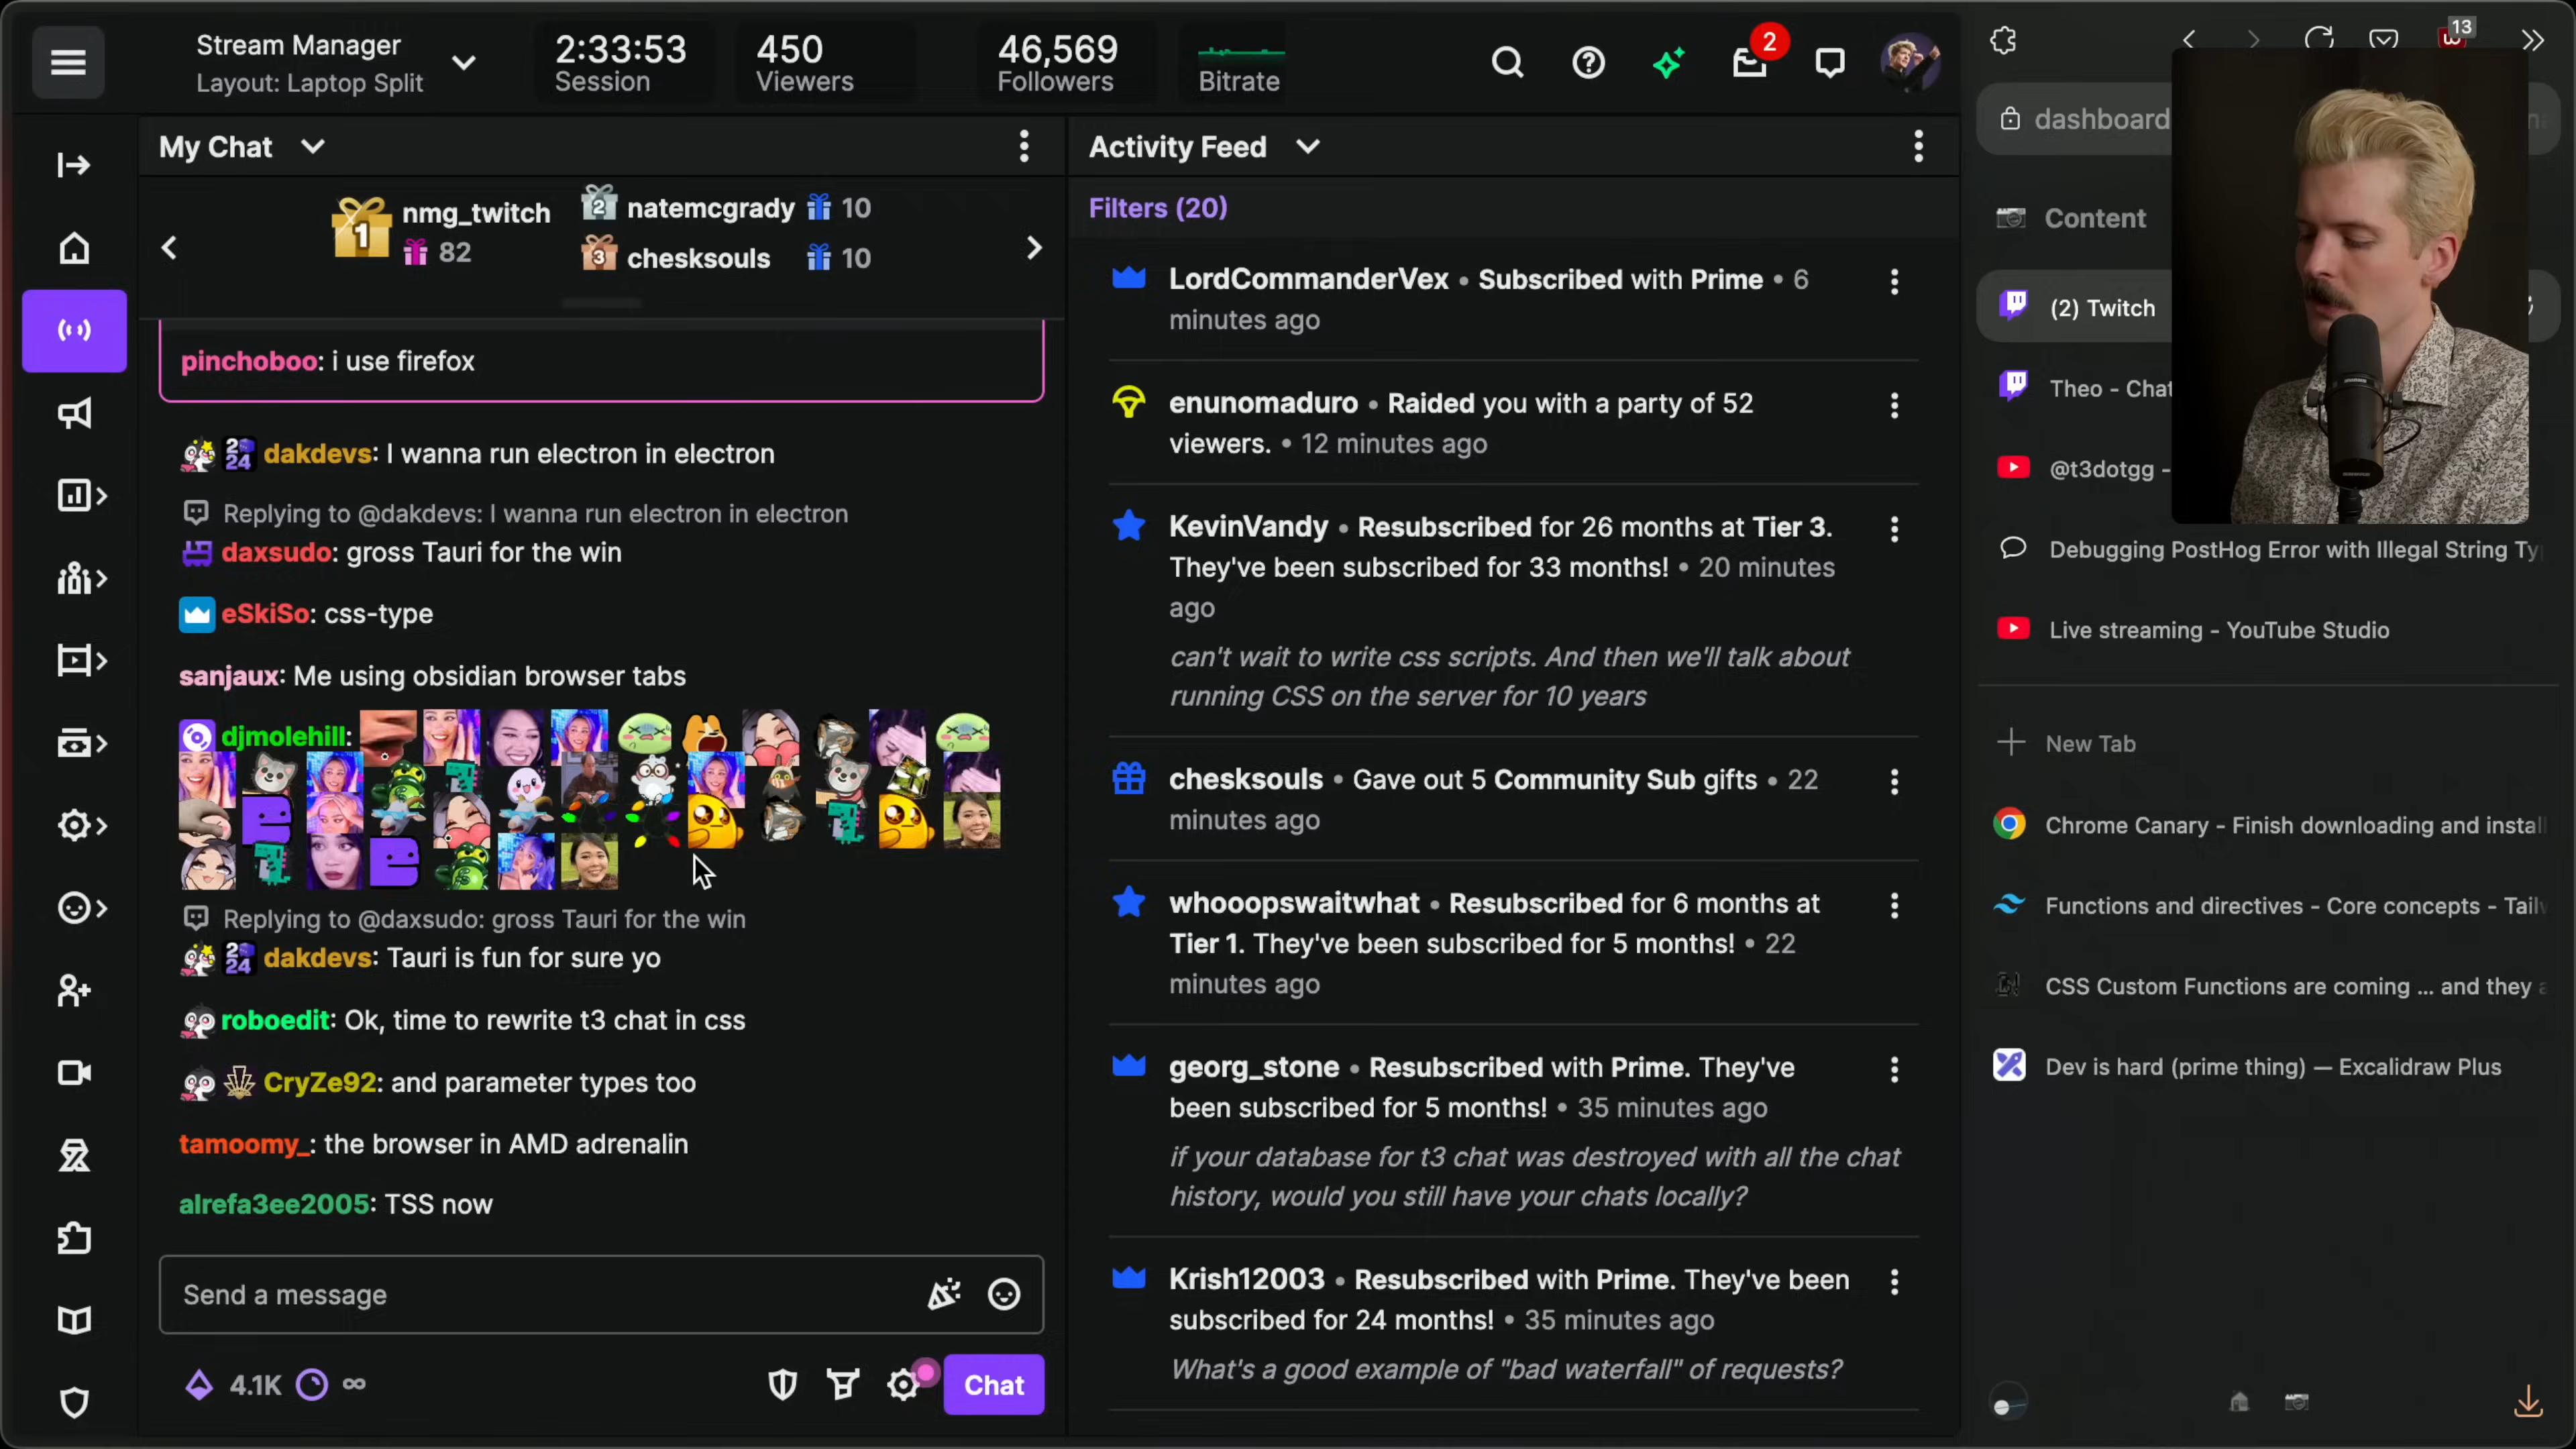 Stream Manager
Layout: Laptop Split
2:33:53
Session
450
Viewers
46,569
Followers
Bitrate
2
13
My Chat
1
nmg_twitch
82
2
natemcgrady
10
3
chesksouls
10
pinchoboo: i use firefox
dakdevs: I wanna run electron in electron
Replying to @dakdevs: I wanna run electron in electron
daxsudo: gross Tauri for the win
eSkiSo: css-type
sanjaux: Me using obsidian browser tabs
djmolehill:
Replying to @daxsudo: gross Tauri for the win
dakdevs: Tauri is fun for sure yo
roboedit: Ok, time to rewrite t3 chat in css
CryZe92: and parameter types too
tamoomy_: the browser in AMD adrenalin
alrefa3ee2005: TSS now
Send a message
4.1K
∞
Chat
Activity Feed
Filters (20)
LordCommanderVex • Subscribed with Prime • 6
minutes ago
enunomaduro • Raided you with a party of 52
viewers. • 12 minutes ago
KevinVandy • Resubscribed for 26 months at Tier 3.
They've been subscribed for 33 months! • 20 minutes
ago
can't wait to write css scripts. And then we'll talk about
running CSS on the server for 10 years
chesksouls • Gave out 5 Community Sub gifts • 22
minutes ago
whooopswaitwhat • Resubscribed for 6 months at
Tier 1. They've been subscribed for 5 months! • 22
minutes ago
georg_stone • Resubscribed with Prime. They've
been subscribed for 5 months! • 35 minutes ago
if your database for t3 chat was destroyed with all the chat
history, would you still have your chats locally?
Krish12003 • Resubscribed with Prime. They've been
subscribed for 24 months! • 35 minutes ago
What's a good example of "bad waterfall" of requests?
dashboard
Content
(2) Twitch
Theo - Chat
@t3dotgg -
Debugging PostHog Error with Illegal String Ty
Live streaming - YouTube Studio
New Tab
Chrome Canary - Finish downloading and instal
Functions and directives - Core concepts - Tail
CSS Custom Functions are coming ... and they a
Dev is hard (prime thing) — Excalidraw Plus